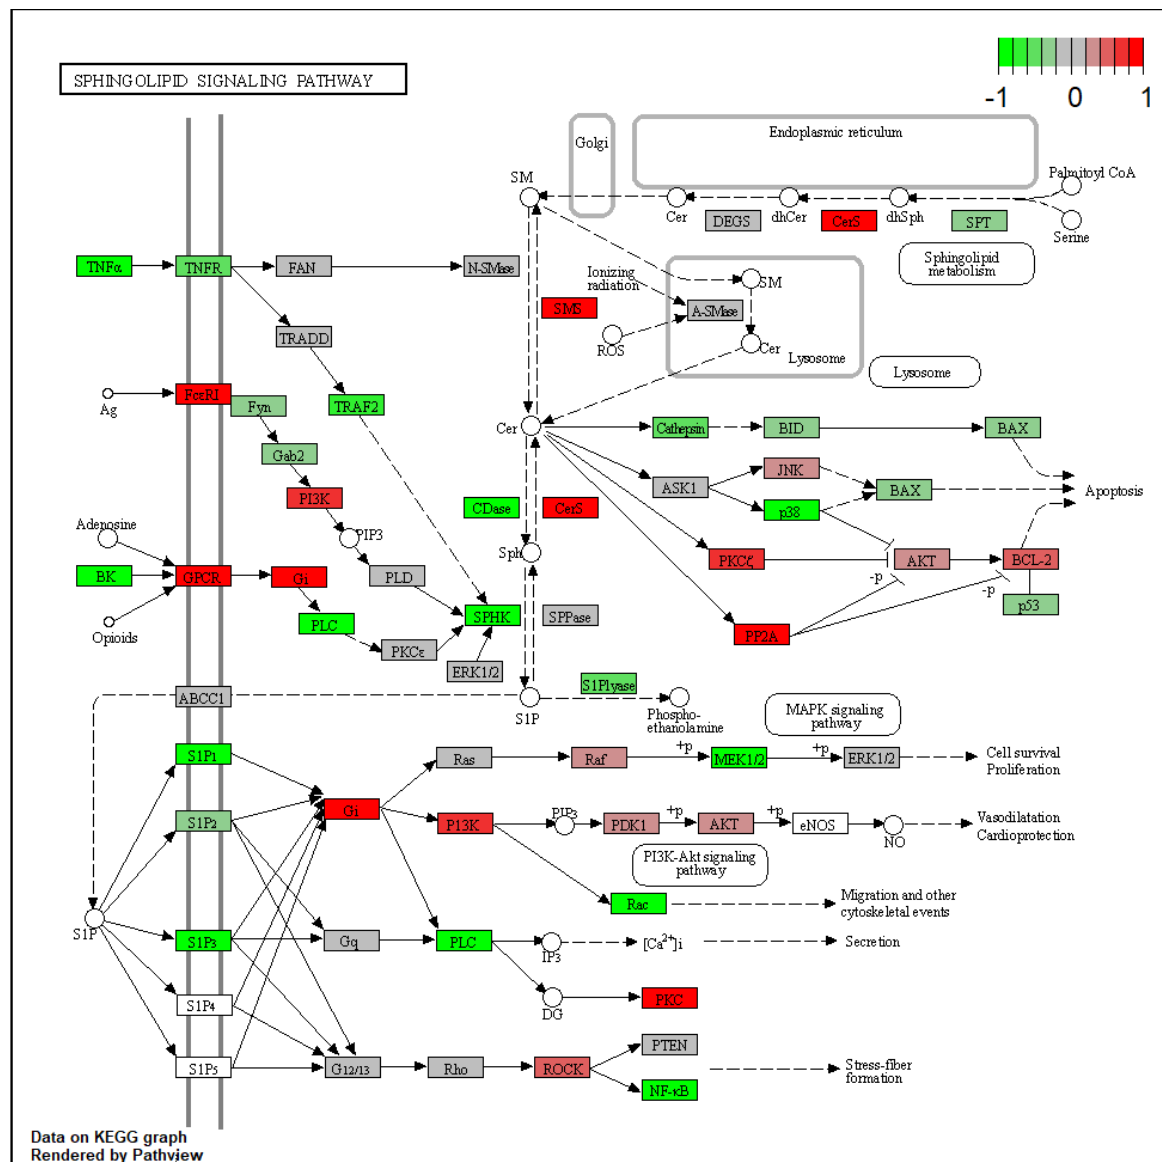 SPHINGOLIPID SIGNALING PATHWAY
-1 0 1
Golgi
Endoplasmic reticulum
SM
Palmitoyl CoA
Cer
dhCer
dhSph
DEGS
CerS
SPT
Serine
Sphingolipid
metabolism
TNFα
TNFR
FAN
N-SMase
Ionizing
radiation
SM
SMS
A-SMase
TRADD
ROS
Cer
Lysosome
Lysosome
FcεRI
Ag
Fyn
TRAF2
Cer
Cathepsin
BID
BAX
Gab2
JNK
ASK1
BAX
Apoptosis
PI3K
CDase
CerS
p38
Adenosine
PIP3
Sph
PKCζ
AKT
BCL-2
BK
GPCR
Gi
PLD
-p
-p
p53
Opioids
PLC
SPHK
SPPase
PP2A
PKCε
ERK1/2
ABCC1
S1P
S1Plyase
Phospho-
ethanolamine
MAPK signaling
pathway
S1P1
Ras
Raf
+p
MEK1/2
+p
ERK1/2
Cell survival
Proliferation
S1P2
Gi
P13K
PIP3
PDK1
+p
AKT
+p
eNOS
NO
Vasodilatation
Cardioprotection
PI3K-Akt signaling
pathway
Rac
Migration and other
cytoskeletal events
S1P
S1P3
Gq
PLC
IP3
[Ca2+]i
Secretion
S1P4
DG
PKC
S1P5
G12/13
Rho
ROCK
PTEN
NF-κB
Stress-fiber
formation
Data on KEGG graph
Rendered by Pathview